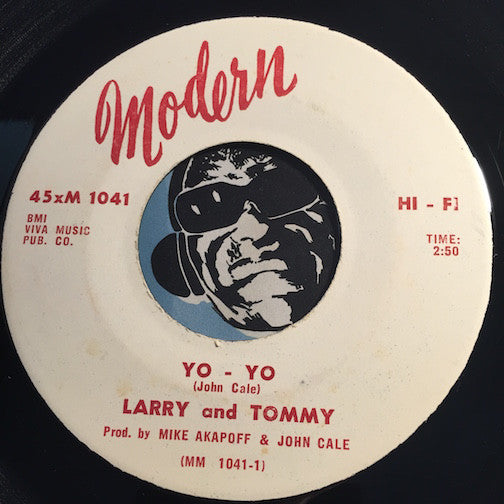 Modern
45xM 1041
HI - FI
BMI
VIVA MUSIC
PUB. CO.
TIME:
2:50
YO - YO
(John Cale)
LARRY and TOMMY
Prod. by MIKE AKAPOFF & JOHN CALE
(MM 1041-1)